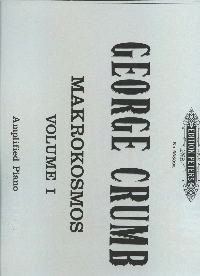 EDITION PETERS
GEORGE CRUMB
MAKROKOSMOS
VOLUME I
Amplified Piano